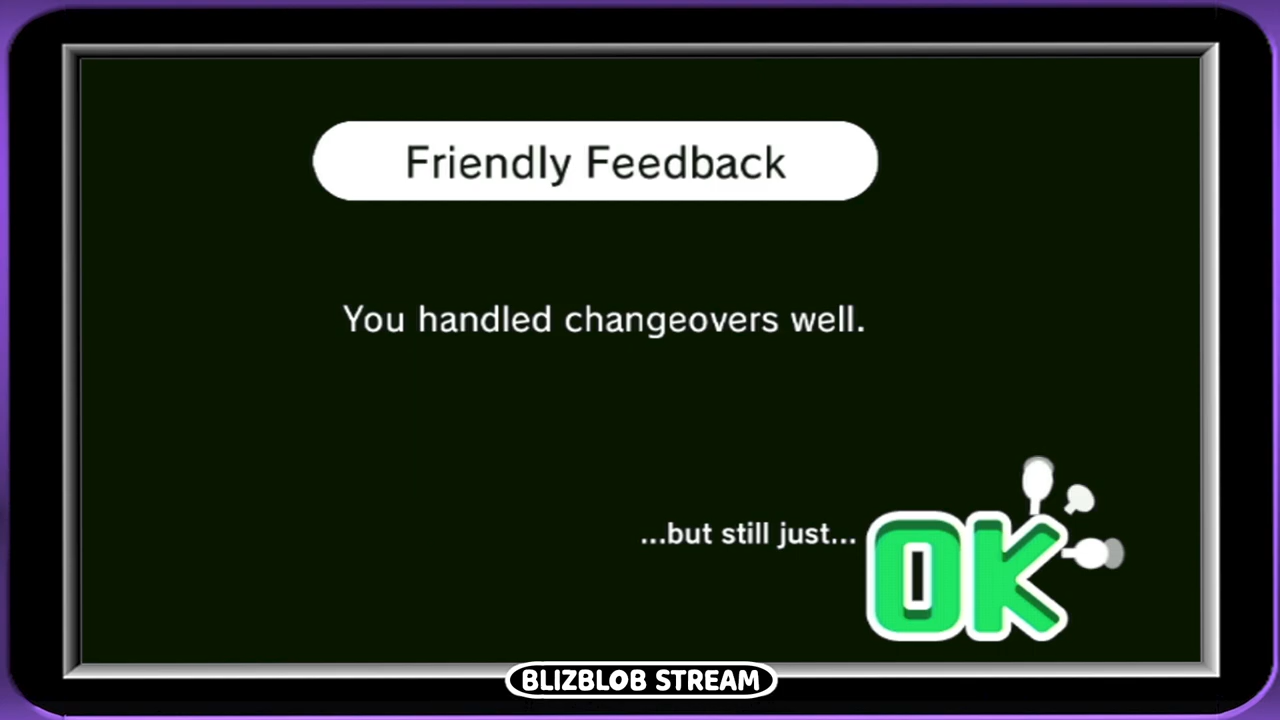 Friendly Feedback
You handled changeovers well.
...but still just...
OK
BLIZBLOB STREAM